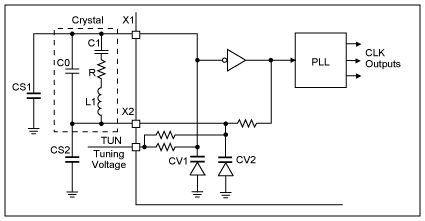 Crystal
X1
C1
C0
R
L1
CS1
X2
CS2
TUN
Tuning
Voltage
CV1
CV2
PLL
CLK
Outputs